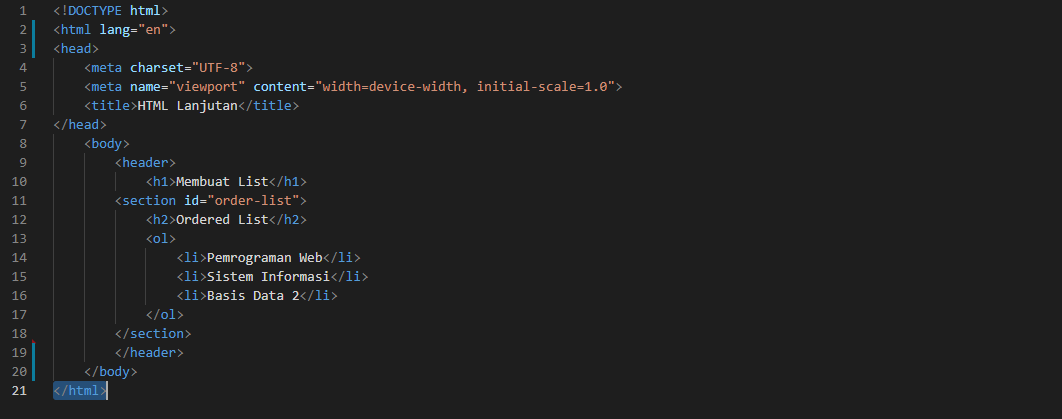 1 <!DOCTYPE html>
2 <html lang="en">
3 <head>
4     <meta charset="UTF-8">
5     <meta name="viewport" content="width=device-width, initial-scale=1.0">
6     <title>HTML Lanjutan</title>
7 </head>
8     <body>
9         <header>
10             <h1>Membuat List</h1>
11         <section id="order-list">
12             <h2>Ordered List</h2>
13             <ol>
14                 <li>Pemrograman Web</li>
15                 <li>Sistem Informasi</li>
16                 <li>Basis Data 2</li>
17             </ol>
18         </section>
19         </header>
20     </body>
21 </html>